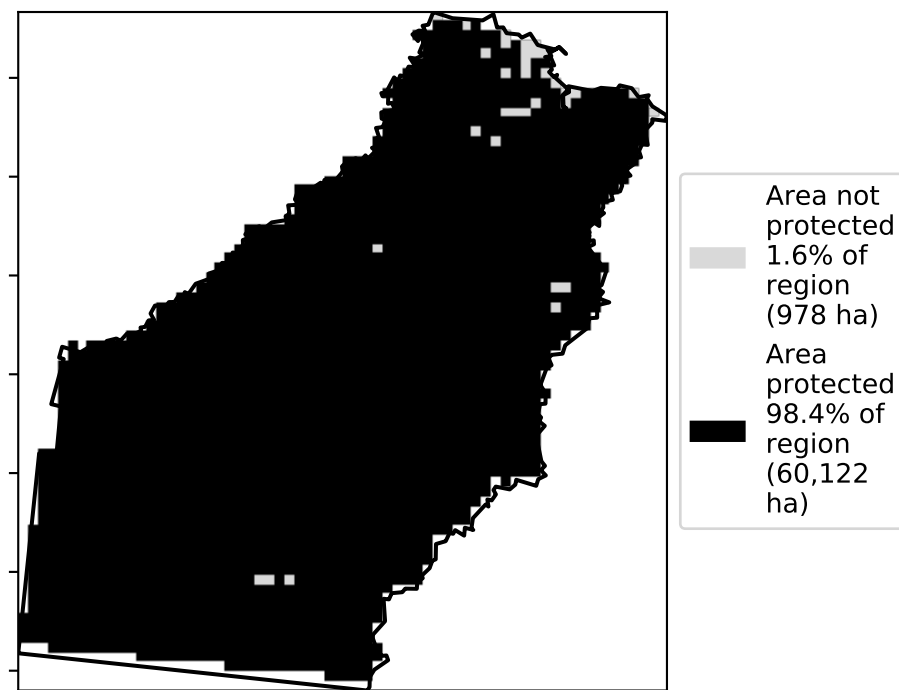 Area not
protected
1.6% of
region
(978 ha)
Area
protected
98.4% of
region
(60,122
ha)